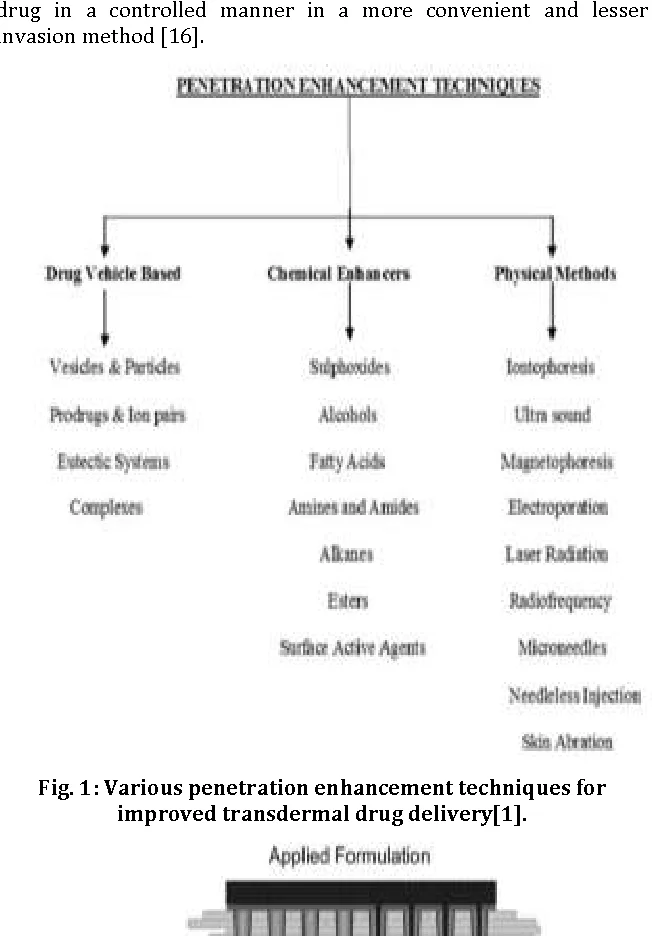 drug in a controlled manner in a more convenient and lesser
invasion method [16].
PENETRATION ENHANCEMENT TECHNIQUES
Drug Vehicle Based
Chemical Enhancers
Physical Methods
Vesicles & Particles
Sulphoxides
Iontophoresis
Prodrugs & Ion pairs
Alcohols
Ultra sound
Eutectic Systems
Fatty Acids
Magnetophoresis
Complexes
Amines and Amides
Electroporation
Alkanes
Laser Radiation
Esters
Radiofrequency
Surface Active Agents
Microneedles
Needleless Injection
Skin Abration
Fig. 1: Various penetration enhancement techniques for
improved transdermal drug delivery[1].
Applied Formulation